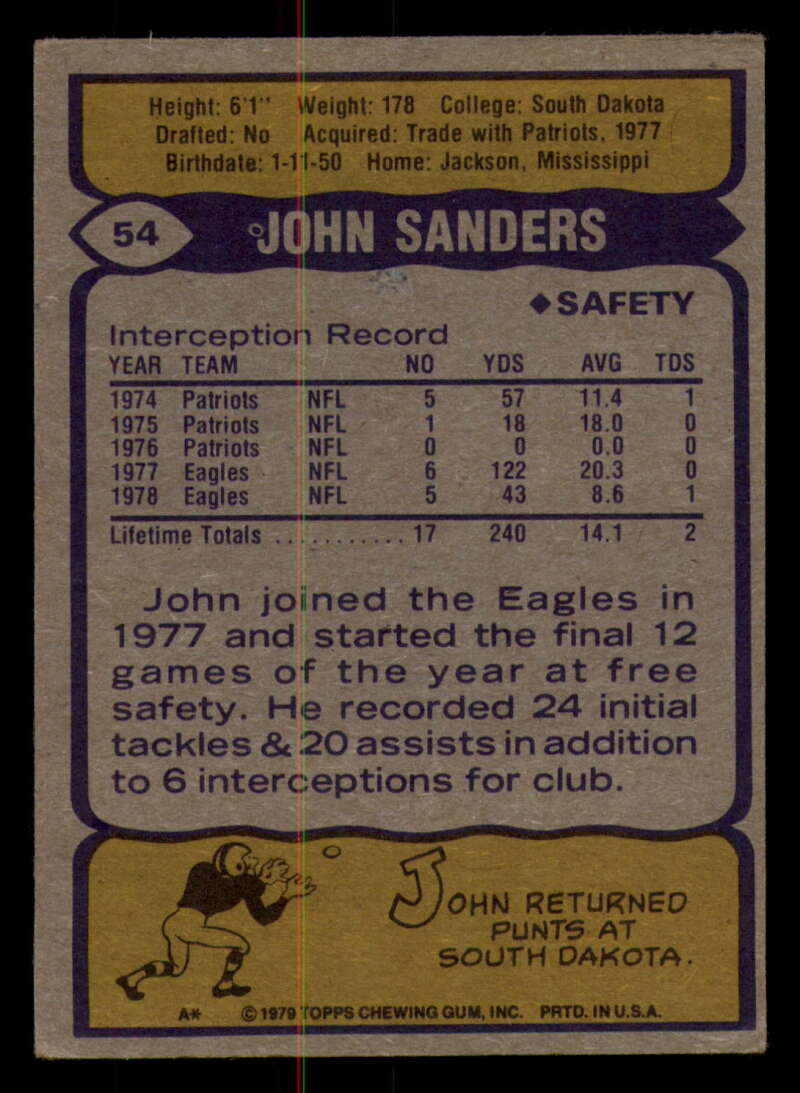 Height: 6'1" Weight: 178 College: South Dakota
Drafted: No Acquired: Trade with Patriots, 1977
Birthdate: 1-11-50 Home: Jackson, Mississippi
54 JOHN SANDERS
◆SAFETY
Interception Record
YEAR TEAM NO YDS AVG TDS
1974 Patriots NFL 5 57 11.4 1
1975 Patriots NFL 1 18 18.0 0
1976 Patriots NFL 0 0 0.0 0
1977 Eagles NFL 6 122 20.3 0
1978 Eagles NFL 5 43 8.6 1
Lifetime Totals ........... 17 240 14.1 2
John joined the Eagles in
1977 and started the final 12
games of the year at free
safety. He recorded 24 initial
tackles & 20 assists in addition
to 6 interceptions for club.
JOHN RETURNED
PUNTS AT
SOUTH DAKOTA.
A* ©1979 TOPPS CHEWING GUM, INC. PRTD. IN U.S.A.